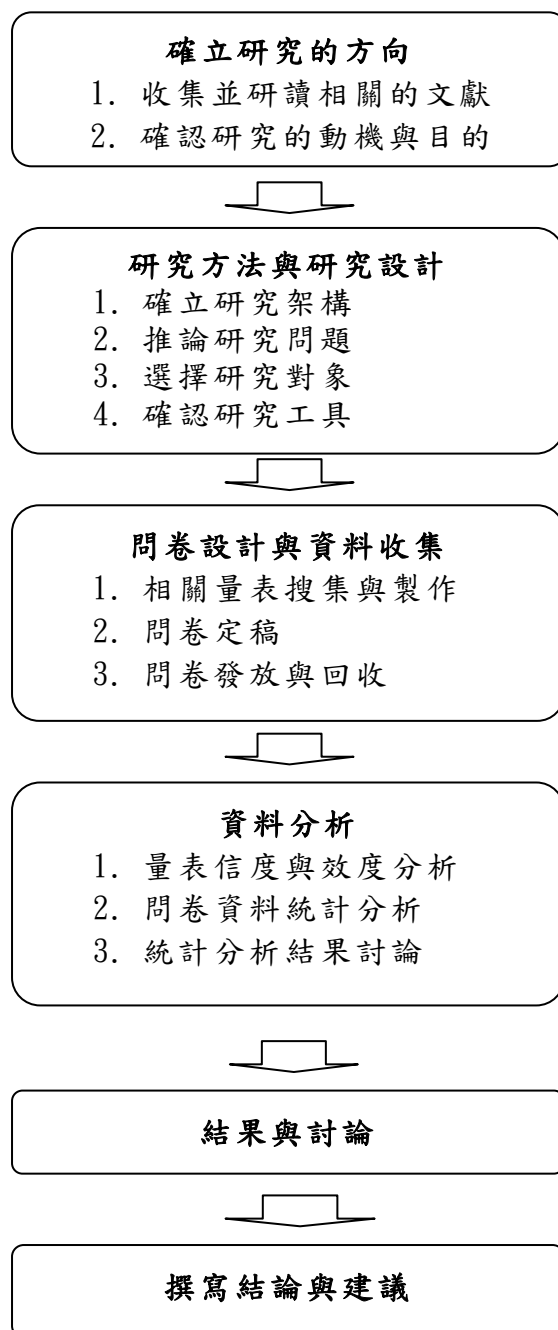 確立研究的方向
1. 收集並研讀相關的文獻
2. 確認研究的動機與目的
研究方法與研究設計
1. 確立研究架構
2. 推論研究問題
3. 選擇研究對象
4. 確認研究工具
問卷設計與資料收集
1. 相關量表搜集與製作
2. 問卷定稿
3. 問卷發放與回收
資料分析
1. 量表信度與效度分析
2. 問卷資料統計分析
3. 統計分析結果討論
結果與討論
撰寫結論與建議